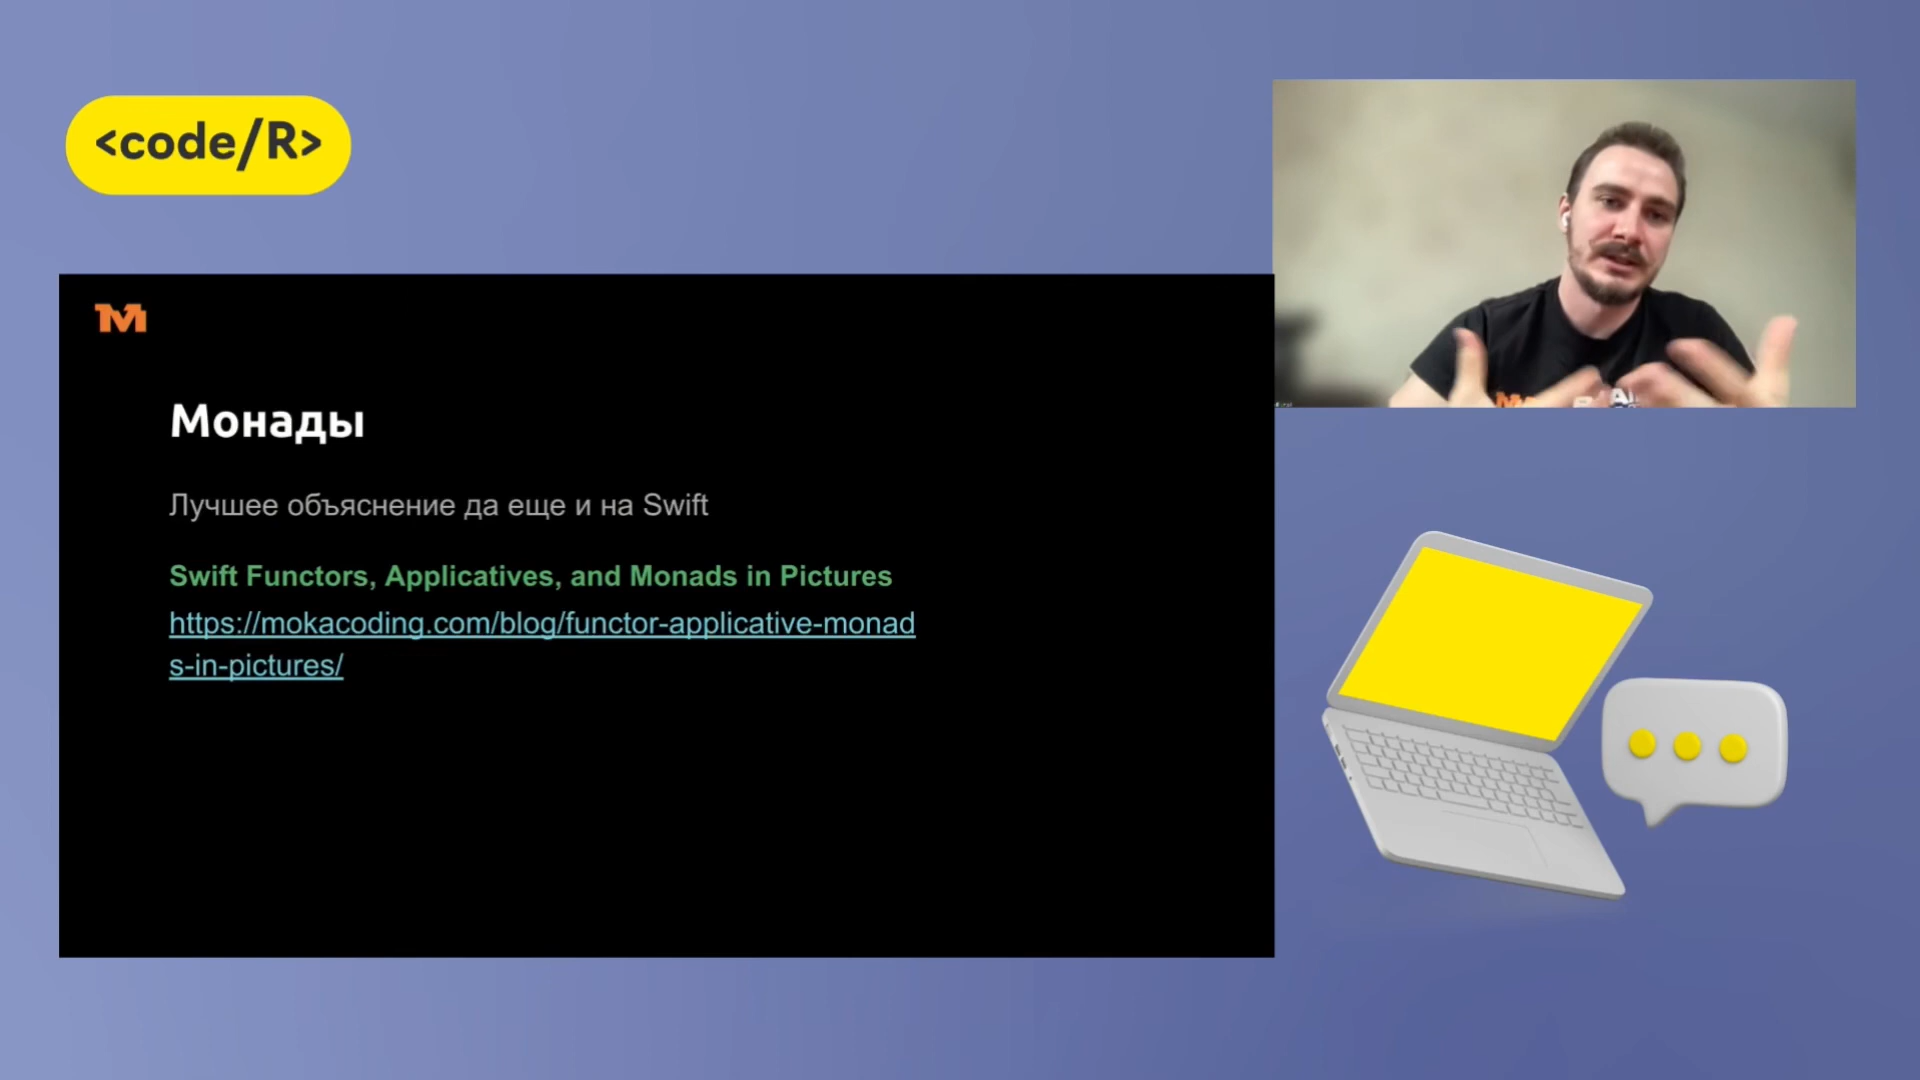 <code/R>
Монады
Лучшее объяснение да еще и на Swift
Swift Functors, Applicatives, and Monads in Pictures
https://mokacoding.com/blog/functor-applicative-monad
s-in-pictures/